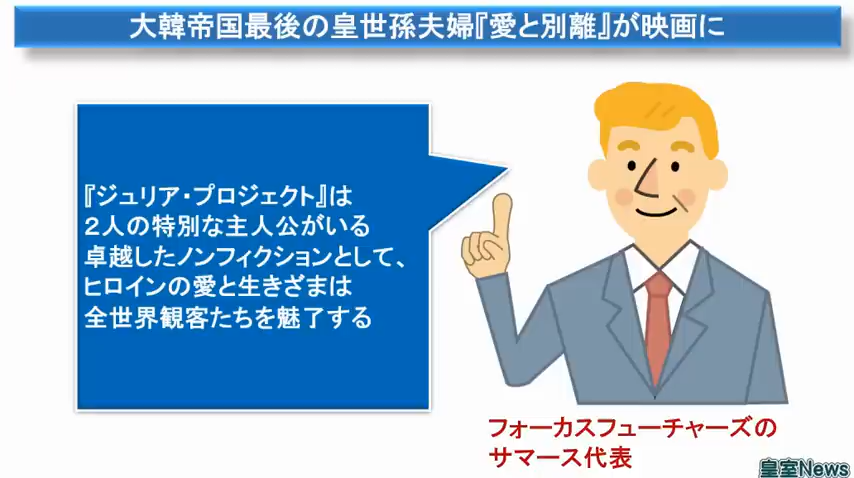 大韓帝国最後の皇世孫夫婦『愛と別離』が映画に
『ジュリア・プロジェクト』は
２人の特別な主人公がいる
卓越したノンフィクションとして、
ヒロインの愛と生きざまは
全世界観客たちを魅了する
フォーカスフューチャーズの
サマース代表
皇室News